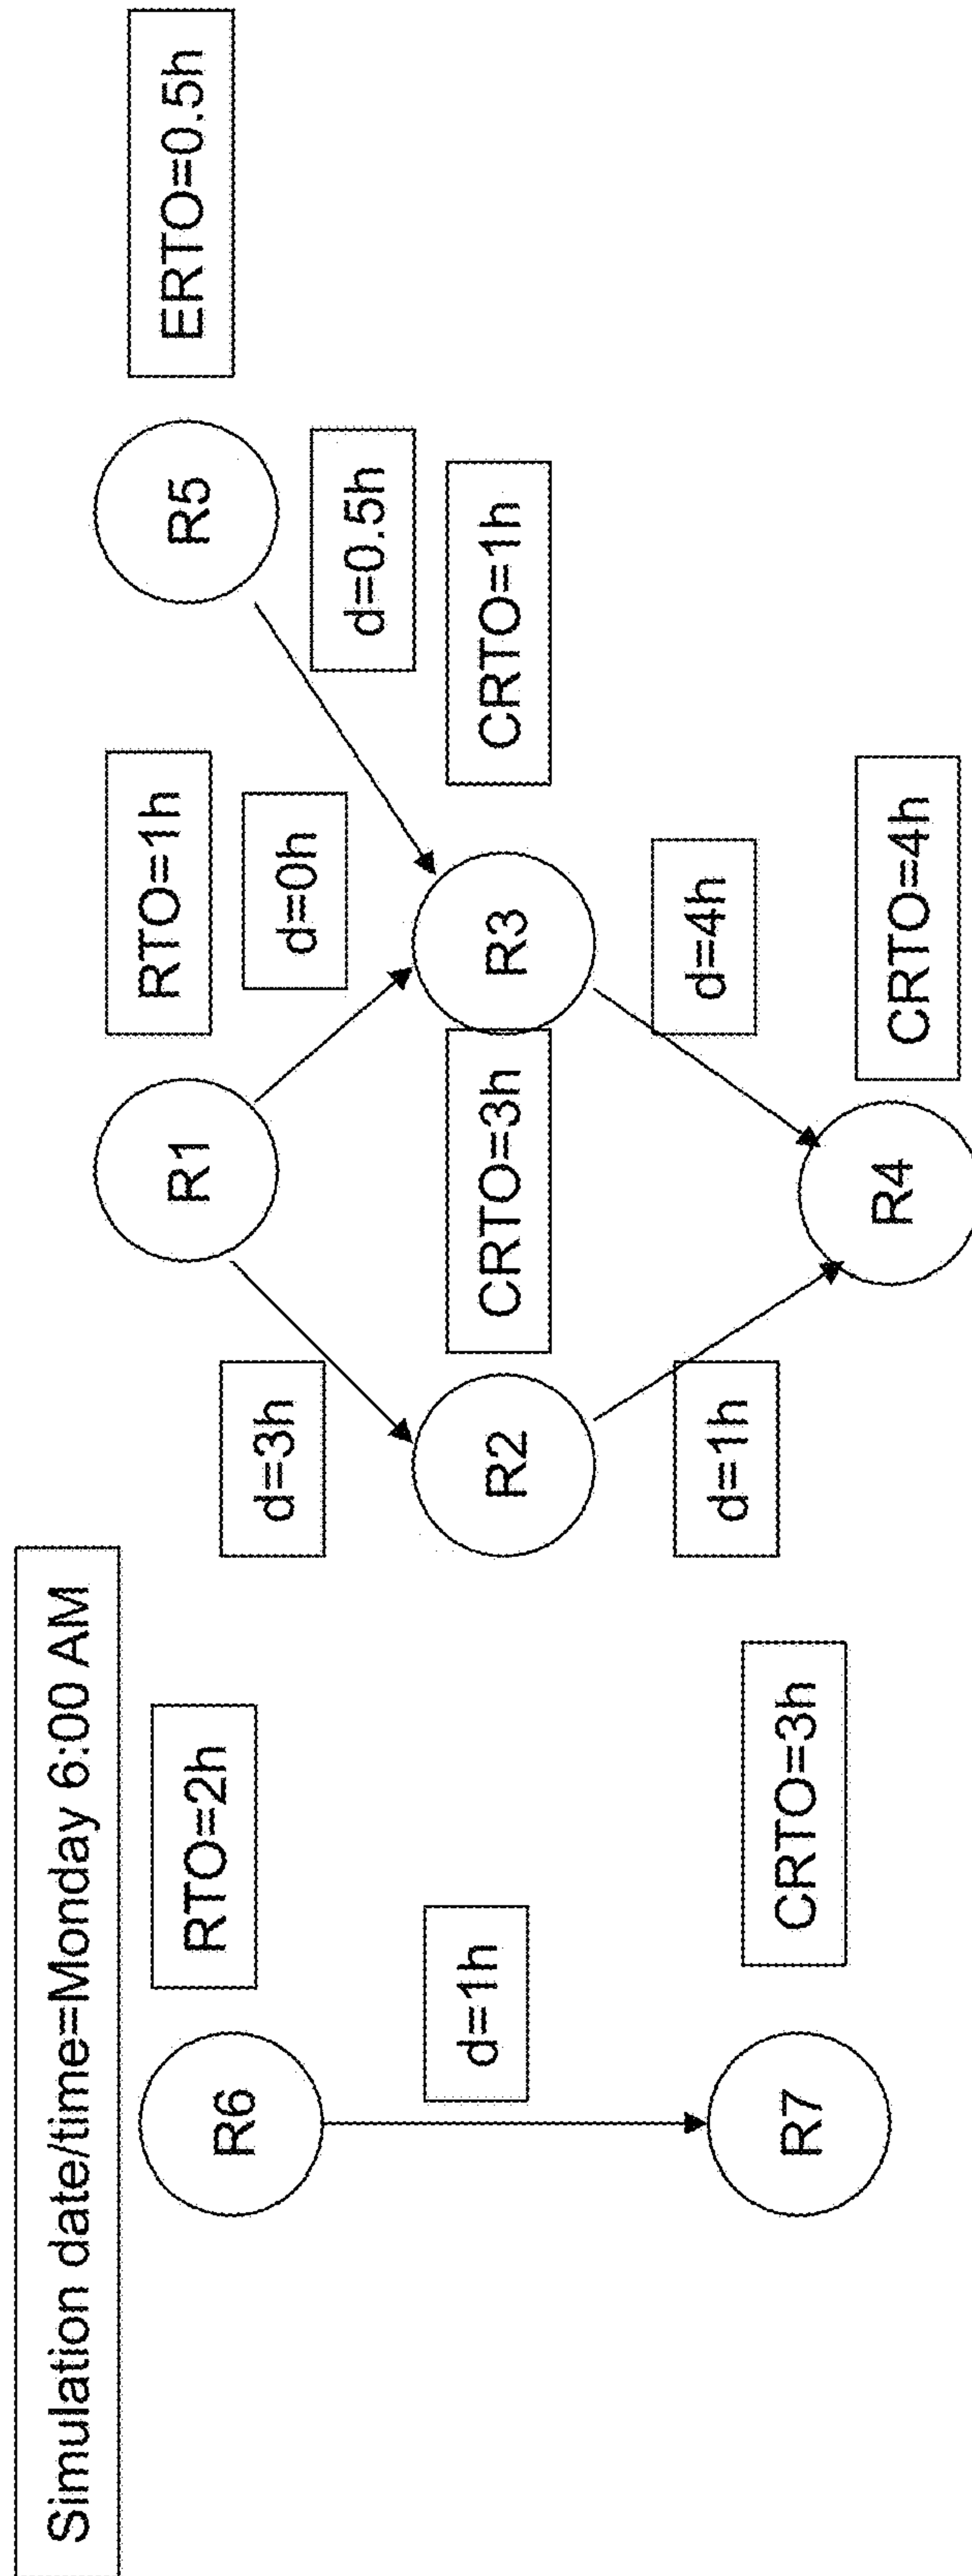 Simulation date/time=Monday 6:00 AM
R6
RTO=2h
d=1h
R7
CRTO=3h
R1
RTO=1h
R5
ERTO=0.5h
d=3h
d=0h
d=0.5h
R2
CRTO=3h
R3
CRTO=1h
d=1h
d=4h
R4
CRTO=4h